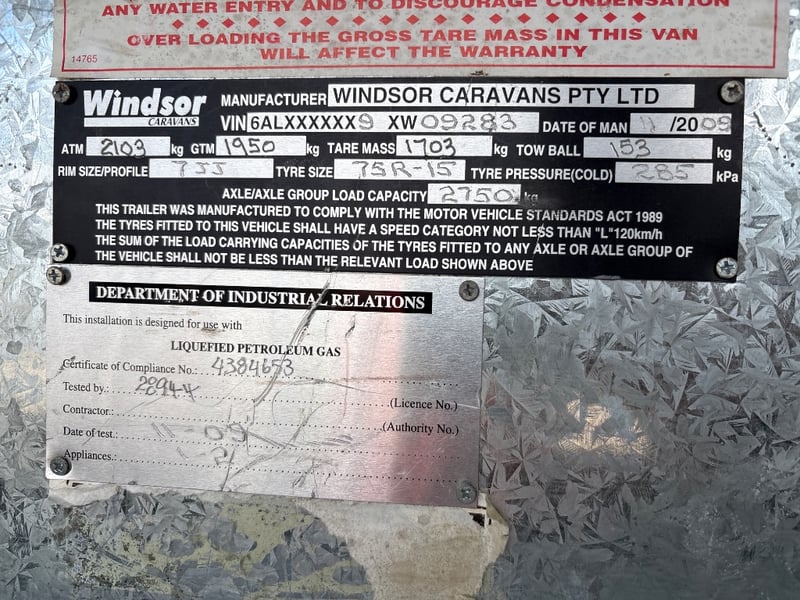 ANY WATER ENTRY AND TO DISCOURAGE CONDENSATION
OVER LOADING THE GROSS TARE MASS IN THIS VAN
WILL AFFECT THE WARRANTY
14765
Windsor CARAVANS MANUFACTURER WINDSOR CARAVANS PTY LTD
VIN 6ALXXXXXX9 XW09283 DATE OF MAN 11/2009
ATM 2103 kg GTM 1950 kg TARE MASS 1703 kg TOW BALL 153 kg
RIM SIZE/PROFILE 7JJ TYRE SIZE 75R-15 TYRE PRESSURE(COLD) 285 kPa
AXLE/AXLE GROUP LOAD CAPACITY 2750 kg
THIS TRAILER WAS MANUFACTURED TO COMPLY WITH THE MOTOR VEHICLE STANDARDS ACT 1989
THE TYRES FITTED TO THIS VEHICLE SHALL HAVE A SPEED CATEGORY NOT LESS THAN "L"120km/h
THE SUM OF THE LOAD CARRYING CAPACITIES OF THE TYRES FITTED TO ANY AXLE OR AXLE GROUP OF
THE VEHICLE SHALL NOT BE LESS THAN THE RELEVANT LOAD SHOWN ABOVE
DEPARTMENT OF INDUSTRIAL RELATIONS
This installation is designed for use with
LIQUEFIED PETROLEUM GAS
Certificate of Compliance No.: 4384653
Tested by.:
(Licence No.)
Contractor.:
(Authority No.)
Date of test.: 11-09
Appliances.: